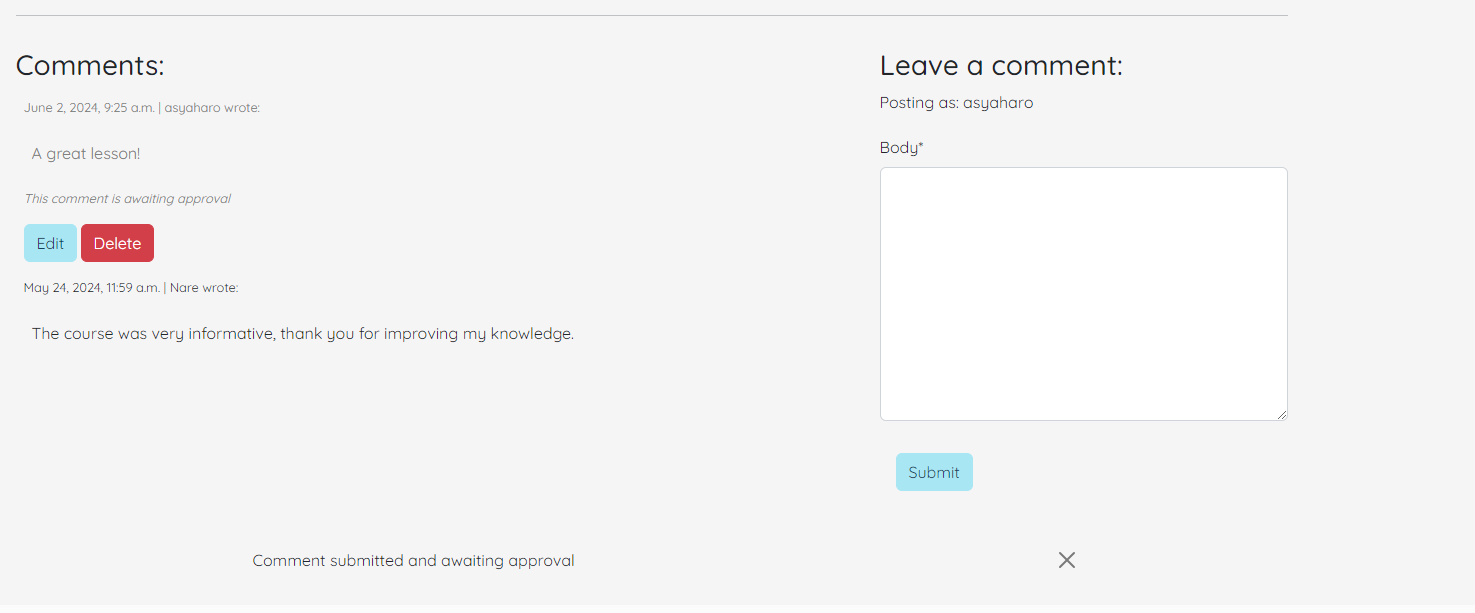 Comments:
June 2, 2024, 9:25 a.m. | asyaharo wrote:
A great lesson!
This comment is awaiting approval
Edit Delete
May 24, 2024, 11:59 a.m. | Nare wrote:
The course was very informative, thank you for improving my knowledge.
Leave a comment:
Posting as: asyaharo
Body*
Submit
Comment submitted and awaiting approval